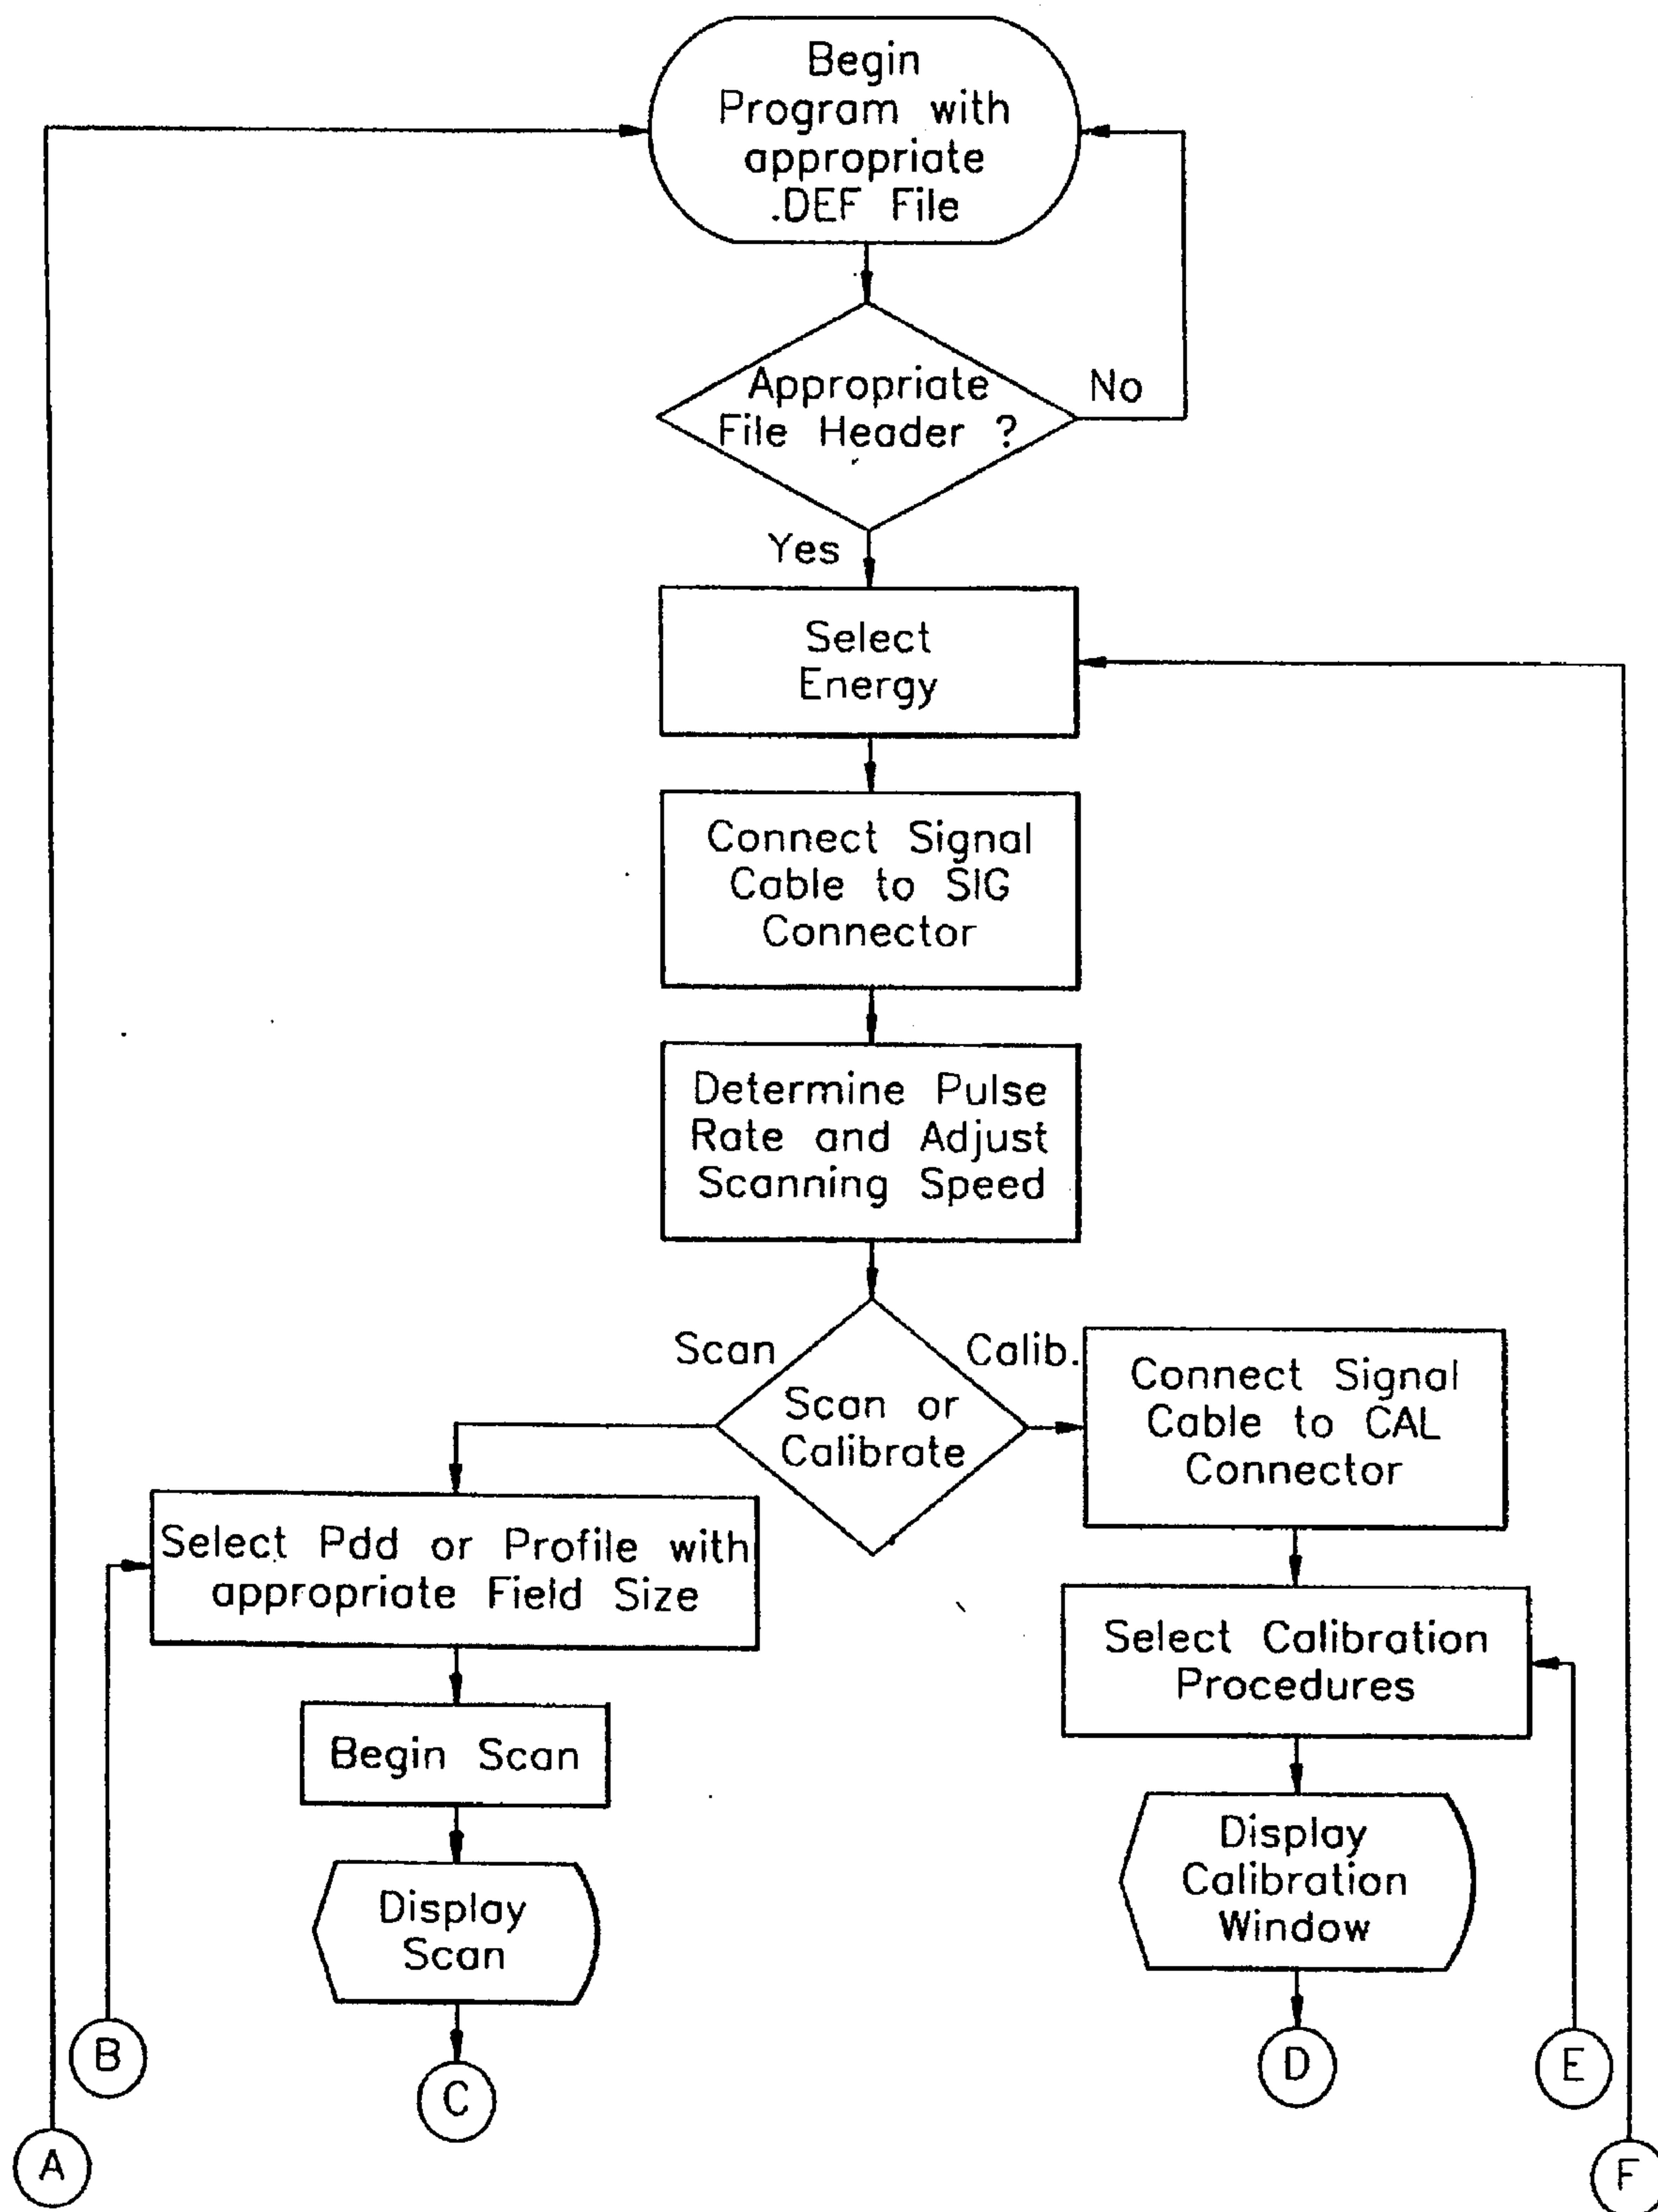 Begin
Program with
appropriate
.DEF File
Appropriate
File Header ?
No
Yes
Select
Energy
Connect Signal
Cable to SIG
Connector
Determine Pulse
Rate and Adjust
Scanning Speed
Scan
Calib.
Scan or
Calibrate
Connect Signal
Cable to CAL
Connector
Select Pdd or Profile with
appropriate Field Size
Select Calibration
Procedures
Begin Scan
Display
Calibration
Window
Display
Scan
B
C
D
E
A
F